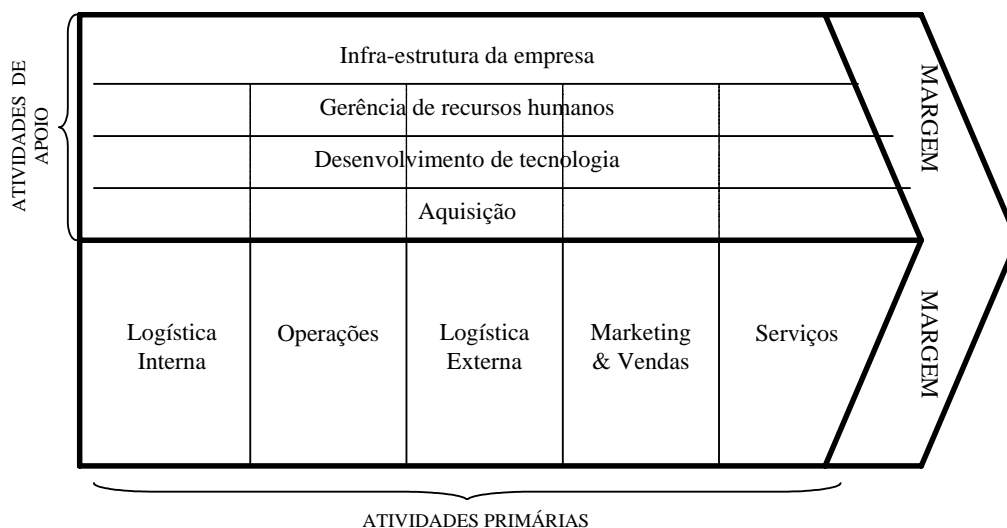 ATIVIDADES DE
APOIO
Infra-estrutura da empresa
Gerência de recursos humanos
Desenvolvimento de tecnologia
Aquisição
MARGEM
Logística
Interna
Operações
Logística
Externa
Marketing
& Vendas
Serviços
MARGEM
ATIVIDADES PRIMÁRIAS